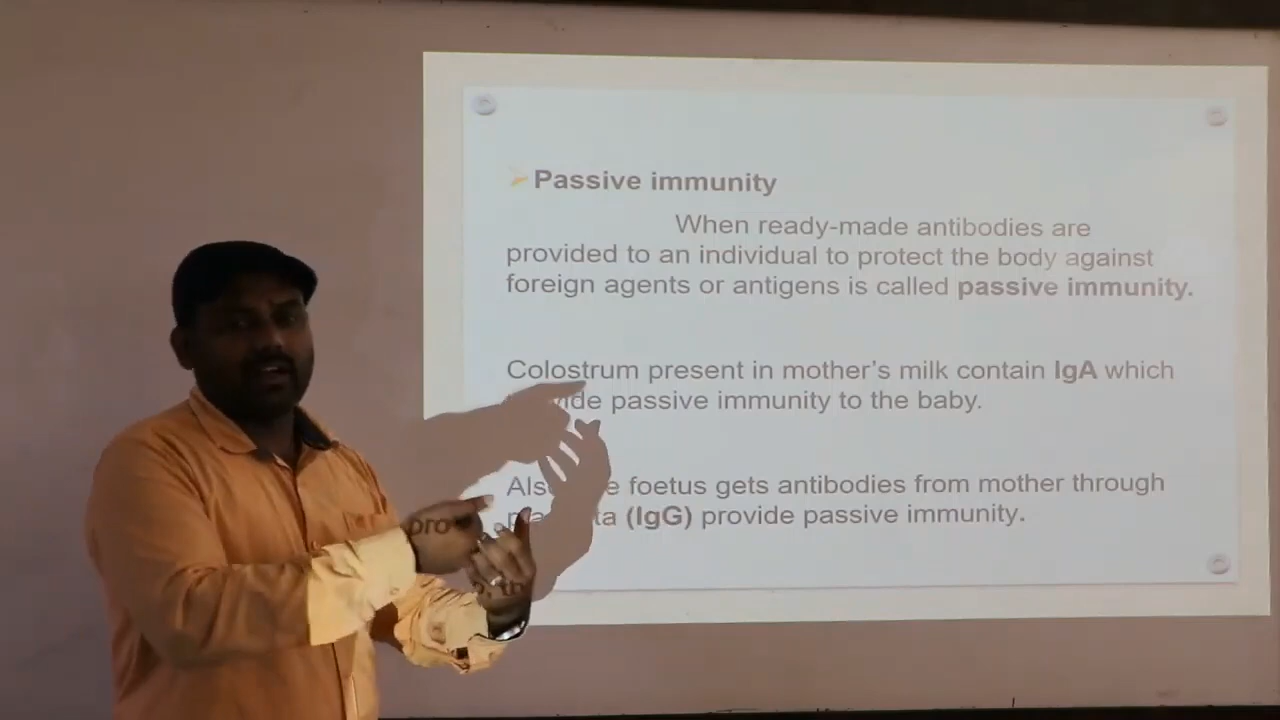 Passive immunity
When ready-made antibodies are
provided to an individual to protect the body against
foreign agents or antigens is called passive immunity.
Colostrum present in mother's milk contain IgA which
provide passive immunity to the baby.
Also, the foetus gets antibodies from mother through
(IgG) provide passive immunity.